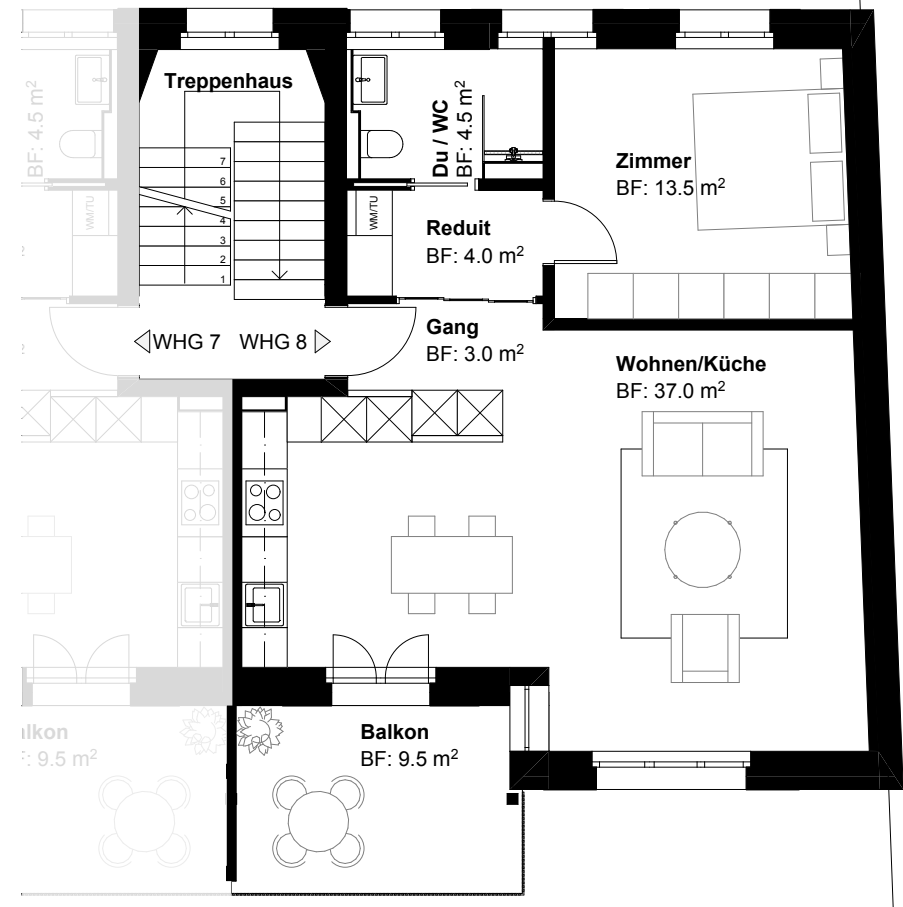 Treppenhaus
BF: 4.5 m²
Du / WC
BF: 4.5 m²
Zimmer
BF: 13.5 m²
7
6
5
4
3
2
1
WM/TU
WM/TU
Reduit
BF: 4.0 m²
WHG 7
WHG 8
Gang
BF: 3.0 m²
Wohnen/Küche
BF: 37.0 m²
Balkon
BF: 9.5 m²
alkon
F: 9.5 m²